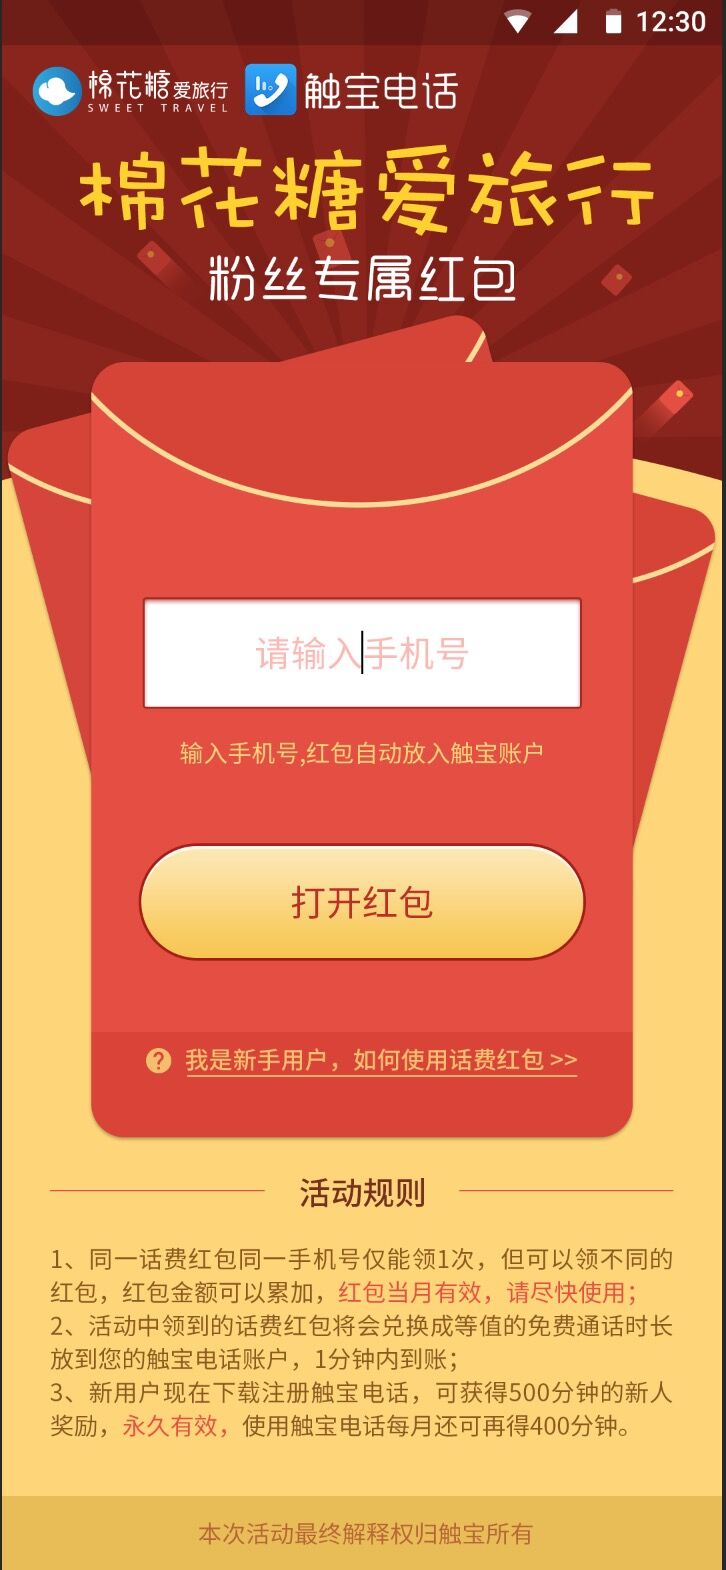 12:30
棉花糖爱旅行
SWEET TRAVEL
触宝电话
棉花糖爱旅行
粉丝专属红包
请输入手机号
输入手机号,红包自动放入触宝账户
打开红包
? 我是新手用户，如何使用话费红包 >>
活动规则
1、同一话费红包同一手机号仅能领1次，但可以领不同的
红包，红包金额可以累加，红包当月有效，请尽快使用；
2、活动中领到的话费红包将会兑换成等值的免费通话时长
放到您的触宝电话账户，1分钟内到账；
3、新用户现在下载注册触宝电话，可获得500分钟的新人
奖励，永久有效，使用触宝电话每月还可再得400分钟。
本次活动最终解释权归触宝所有